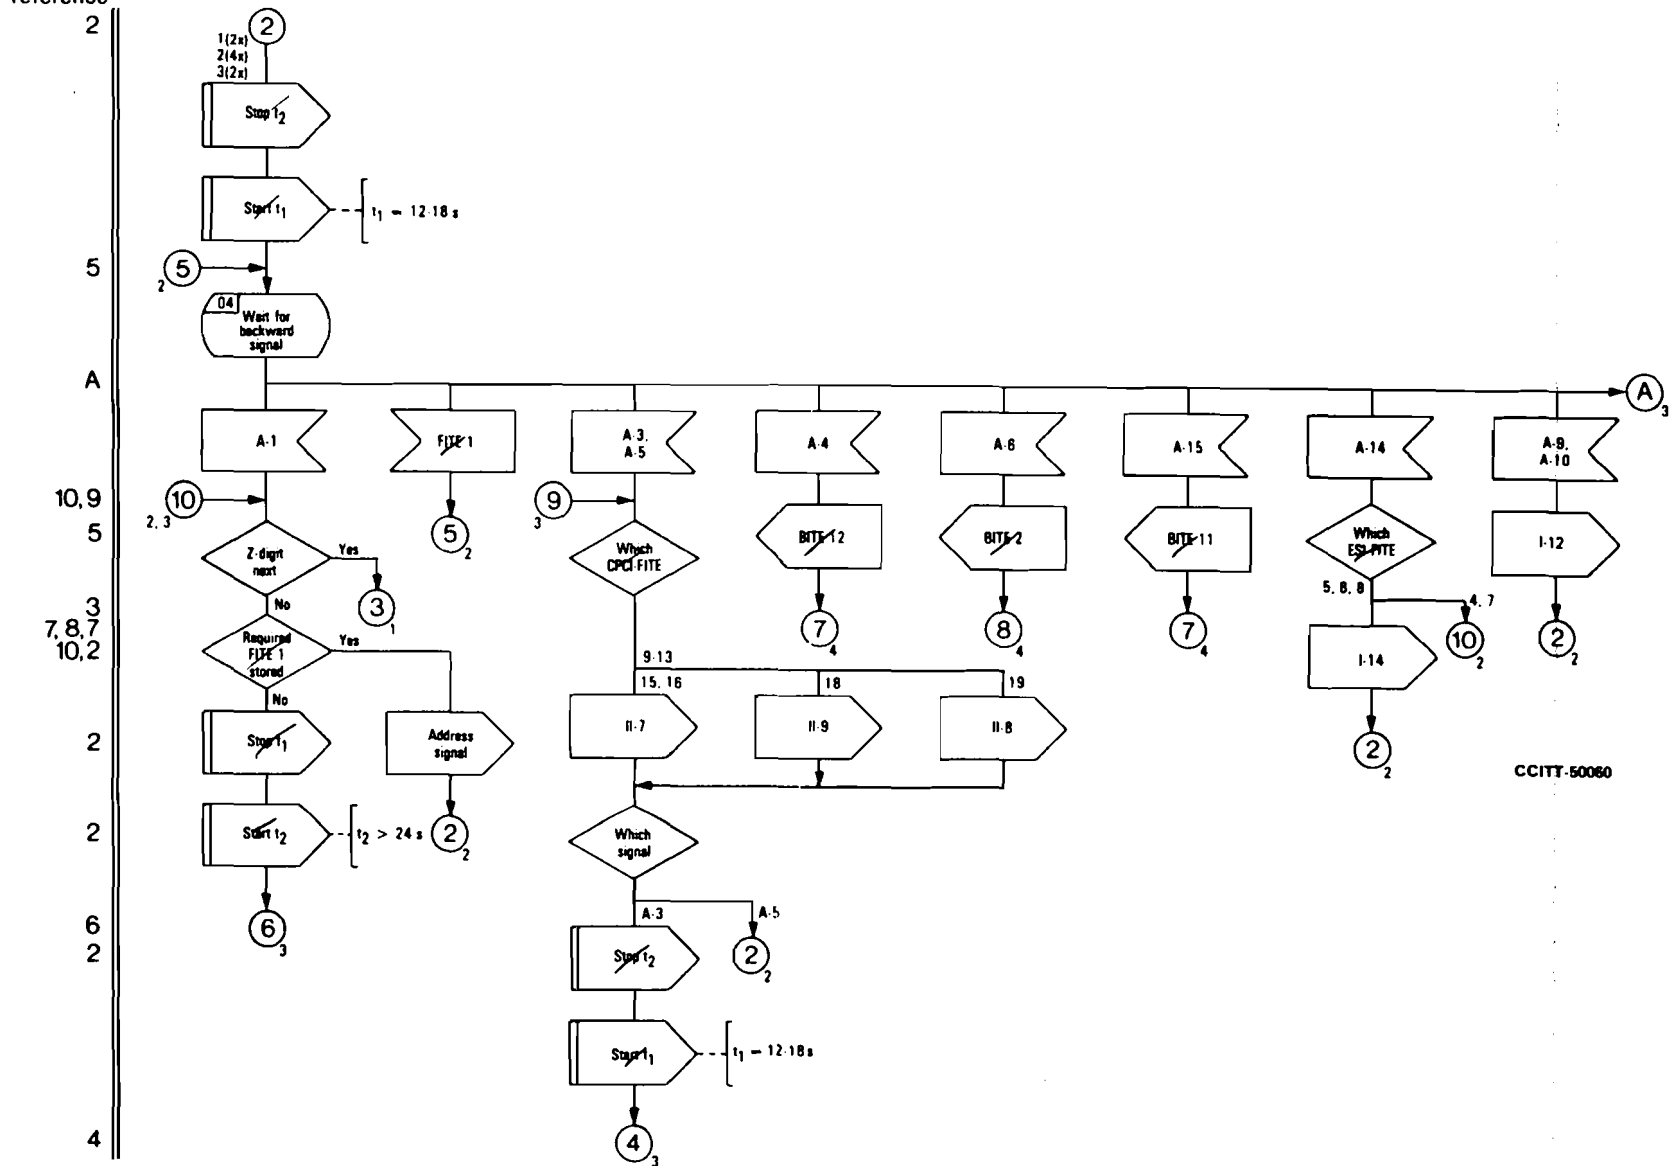 reference
2
2
1(2x)
2(4x)
3(2x)
Stop t2
Start t1
t1 = 12-18 s
5
5
2
04
Wait for
backward
signal
A
A
3
A-1
FITE 1
A-3,
A-5
A-4
A-6
A-15
A-14
A-9,
A-10
10, 9
10
2, 3
9
3
5
2
5
Z-digit
next
Yes
No
Which
CPCI-FITE
BITE 12
BITE 2
BITE 11
Which
ESI-FITE
I-12
5, 8, 8
4, 7
3
3
1
7, 8, 7
10, 2
Required
FITE 1
stored
Yes
No
7
4
8
4
7
4
I-14
10
2
2
2
9-13
15, 16
18
19
2
Stop t1
Address
signal
II-7
II-9
II-8
2
2
CCITT-50060
2
Start t2
t2 > 24 s
2
2
Which
signal
6
6
3
A-3
A-5
2
Stop t2
2
2
Start t1
t1 = 12-18 s
4
4
3